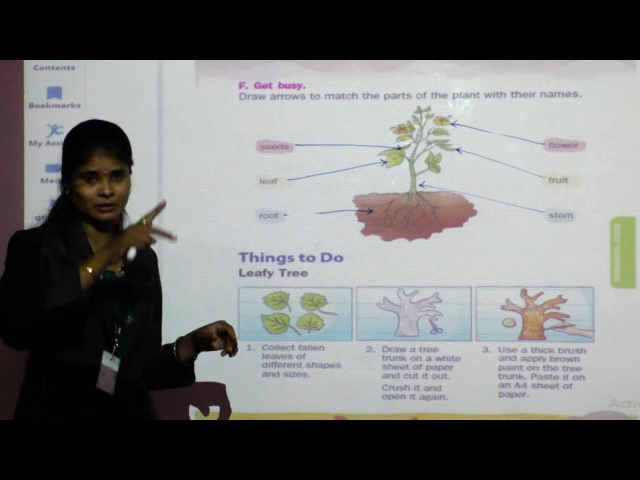 Contents
Bookmarks
F. Get busy.
Draw arrows to match the parts of the plant with their names.
seeds
flower
leaf
fruit
root
stem
Things to Do
Leafy Tree
1. Collect fallen
leaves of
different shapes
and sizes.
2. Draw a tree
trunk on a white
sheet of paper
and cut it out.
Crush it and
open it again.
3. Use a thick brush
and apply brown
paint on the tree
trunk. Paste it on
an A4 sheet of
paper.